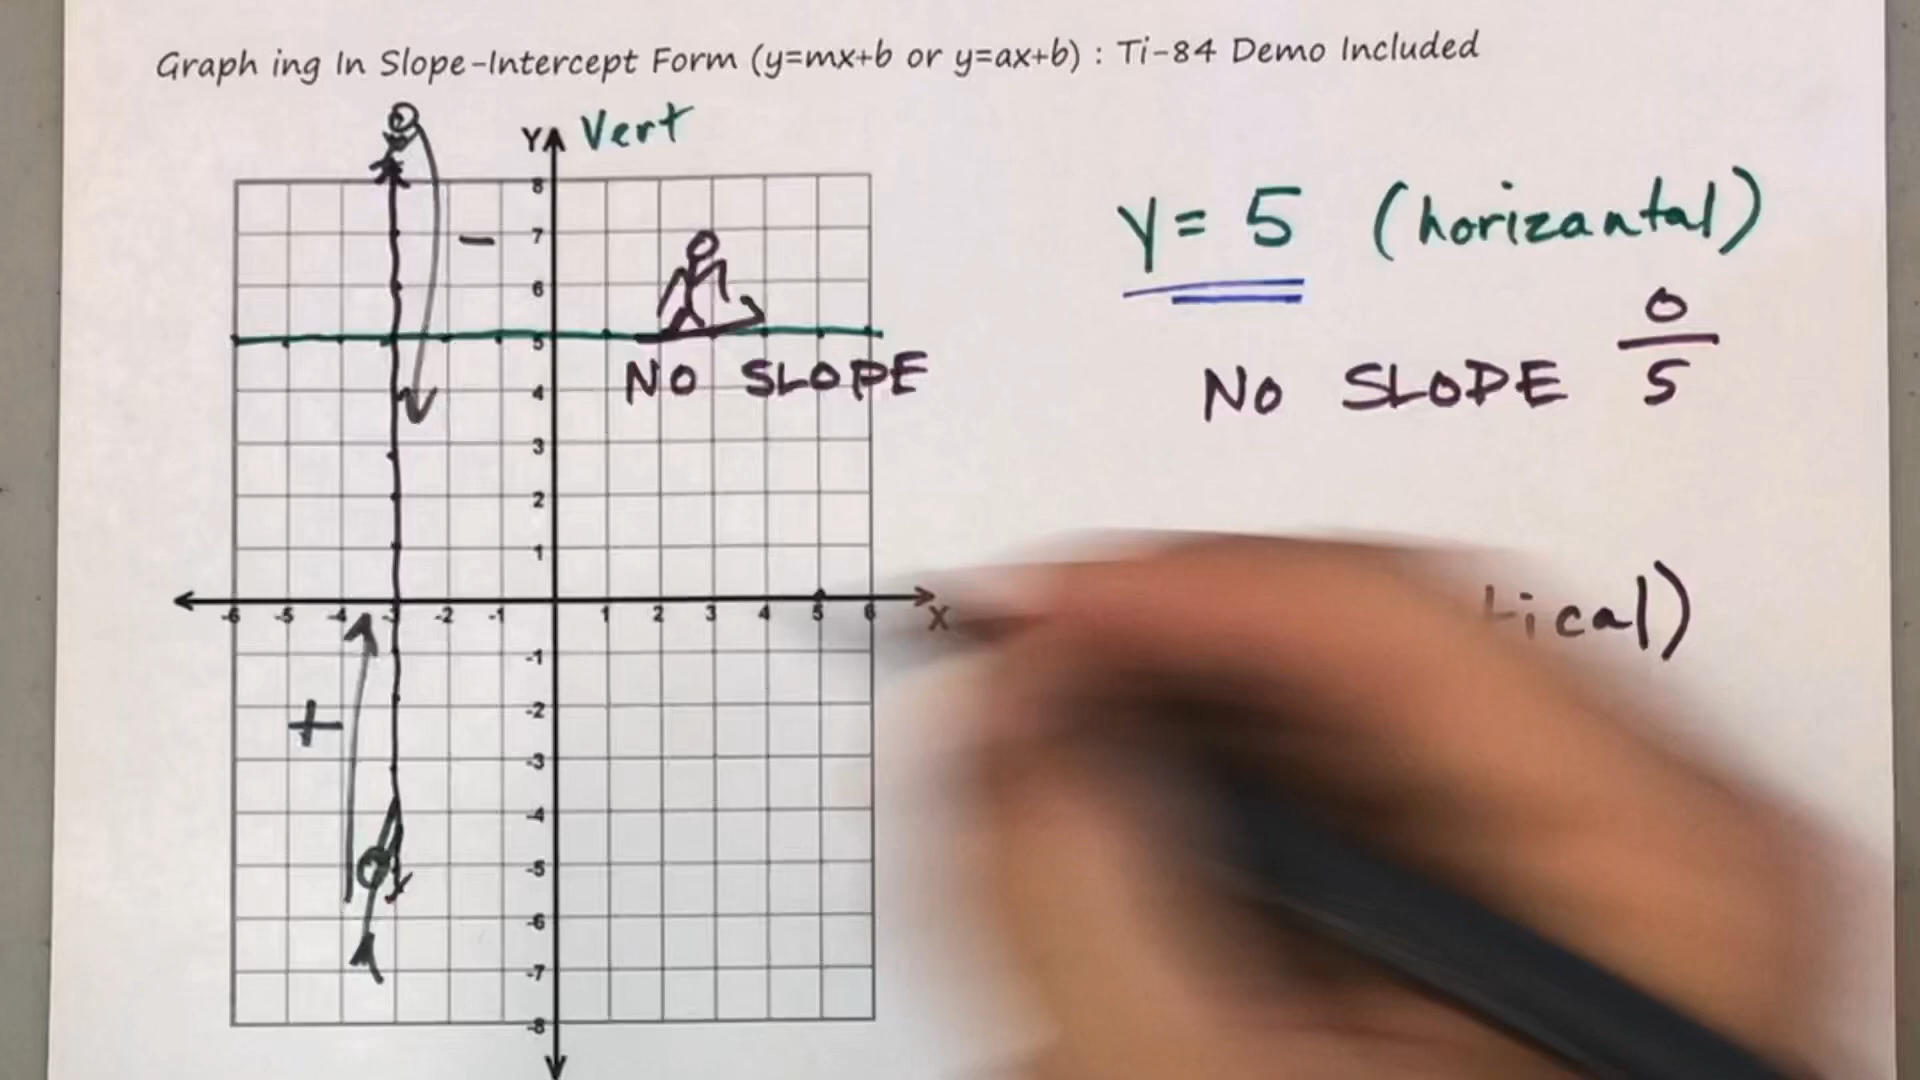 Graph ing In Slope-Intercept Form (y=mx+b or y=ax+b) : Ti-84 Demo Included
Y Vert
8
7
6
5
4
3
2
1
-6 -5 -4 -3 -2 -1 1 2 3 4 5 6 X
-1
-2
-3
-4
-5
-6
-7
-8
−
+
NO SLOPE
y = 5 (horizantal)
NO SLOPE 0/5
tical)